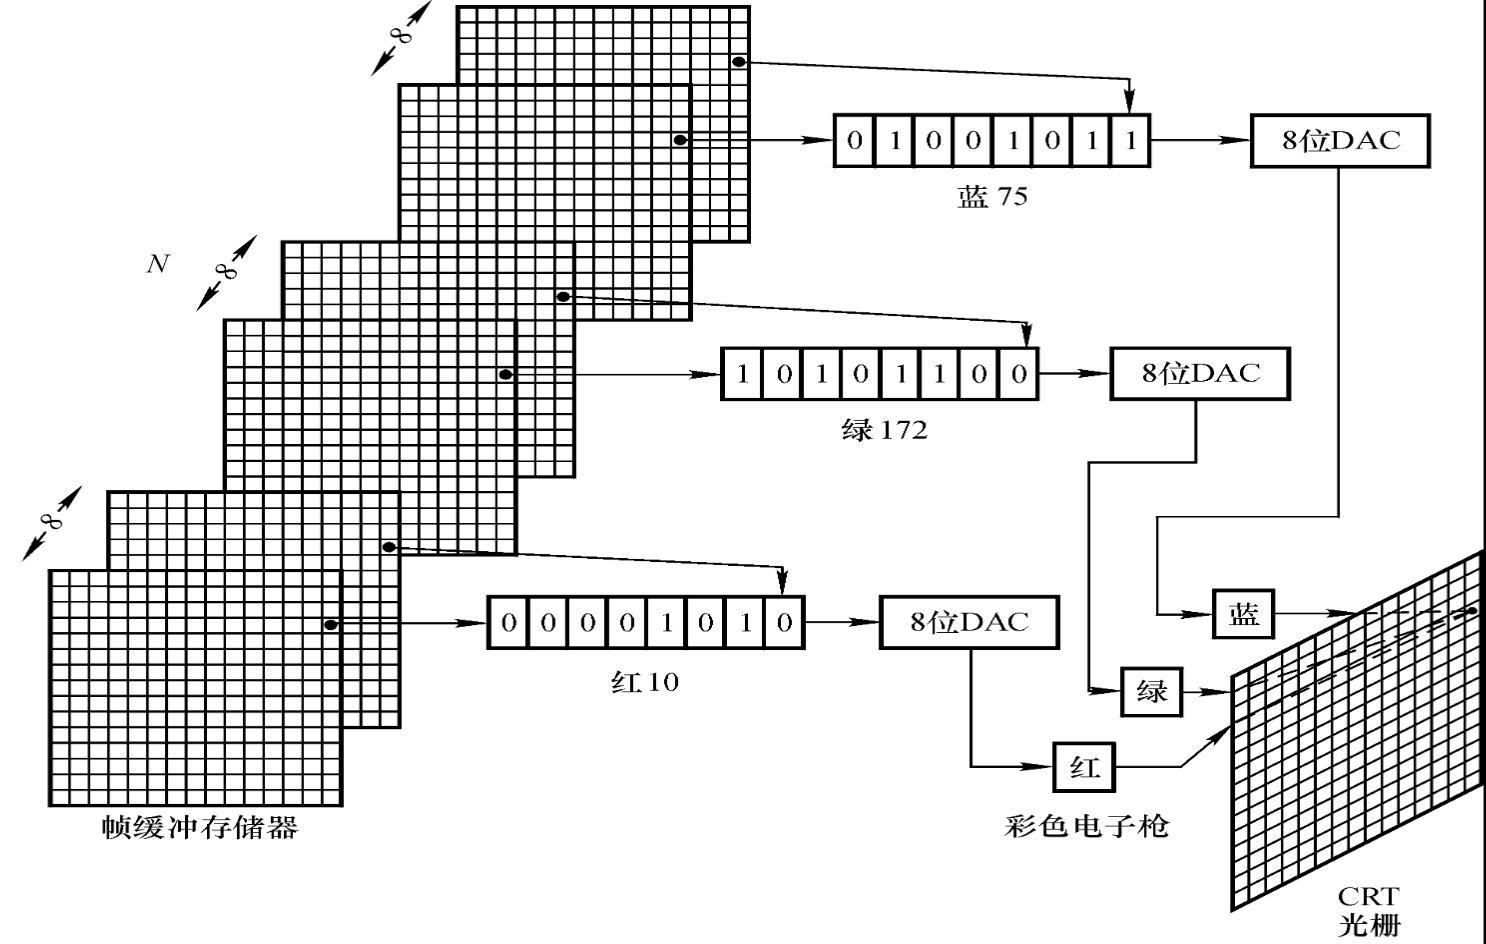 8
0 1 0 0 1 0 1 1
8位DAC
蓝 75
N
8
1 0 1 0 1 1 0 0
8位DAC
绿 172
8
0 0 0 0 1 0 1 0
8位DAC
红 10
蓝
绿
红
帧缓冲存储器
彩色电子枪
CRT
光栅